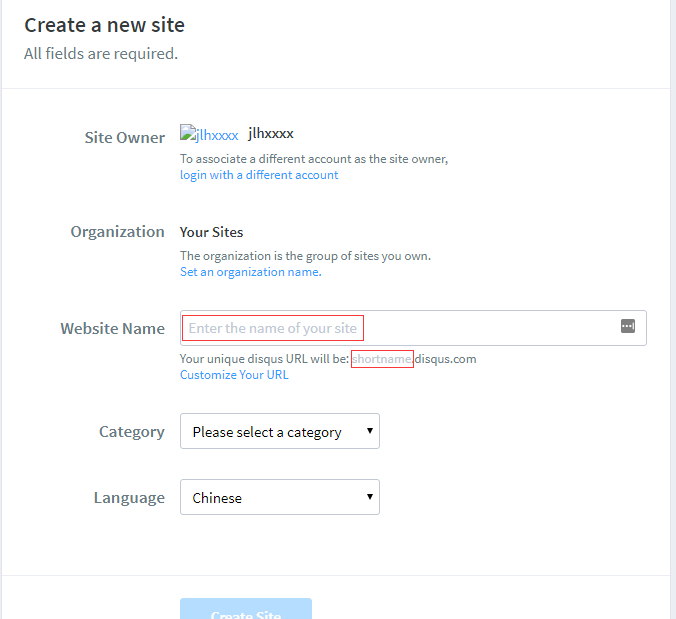 Create a new site
All fields are required.
Site Owner
jlhxxxx jlhxxxx
To associate a different account as the site owner,
login with a different account
Organization
Your Sites
The organization is the group of sites you own.
Set an organization name.
Website Name
Enter the name of your site
Your unique disqus URL will be: shortname.disqus.com
Customize Your URL
Category
Please select a category
Language
Chinese
Create Site